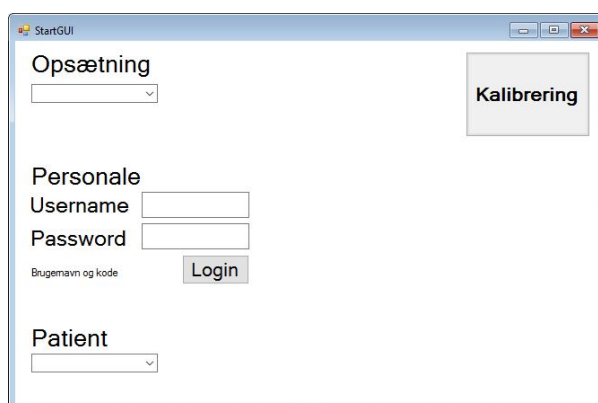 StartGUI
Opsætning
Kalibrering
Personale
Username
Password
Brugernavn og kode
Login
Patient